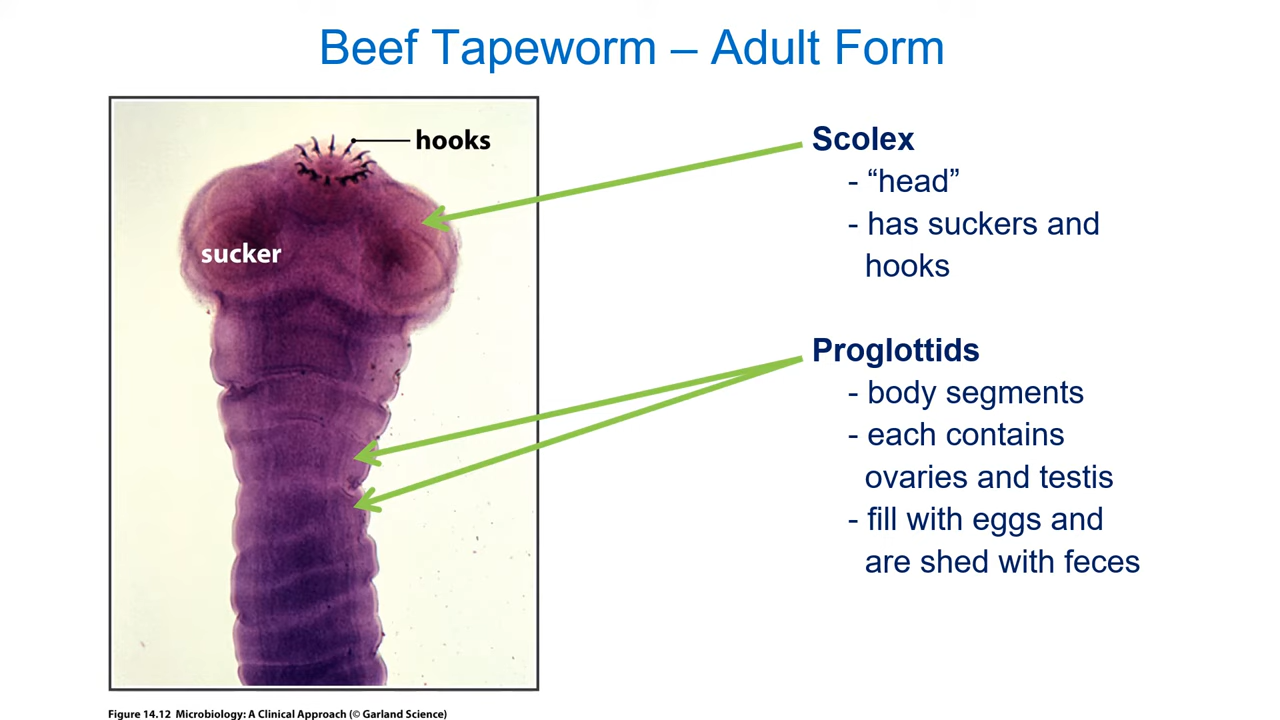 Beef Tapeworm – Adult Form
hooks
sucker
Scolex
- “head”
- has suckers and
hooks
Proglottids
- body segments
- each contains
ovaries and testis
- fill with eggs and
are shed with feces
Figure 14.12 Microbiology: A Clinical Approach (© Garland Science)